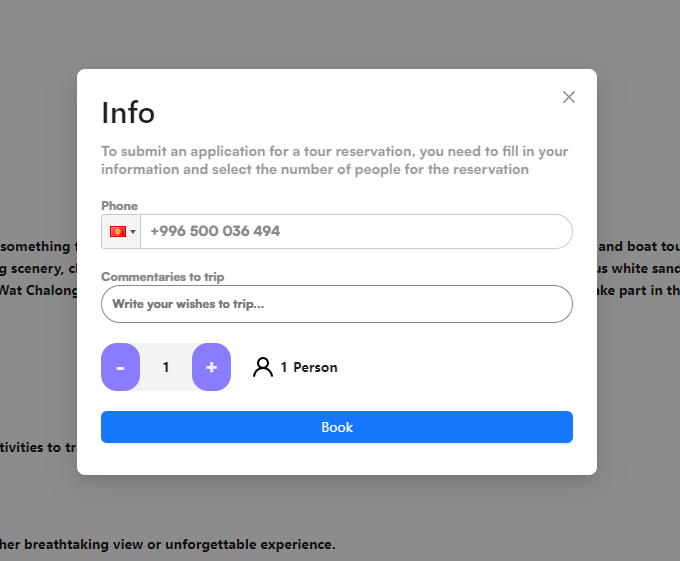 Info
To submit an application for a tour reservation, you need to fill in your
information and select the number of people for the reservation
Phone
+996 500 036 494
something
and boat tou
g scenery, c
us white sand
Commentaries to trip
Wat Chalong
ake part in th
Write your wishes to trip...
- 1 +
1 Person
Book
tivities to tr
her breathtaking view or unforgettable experience.